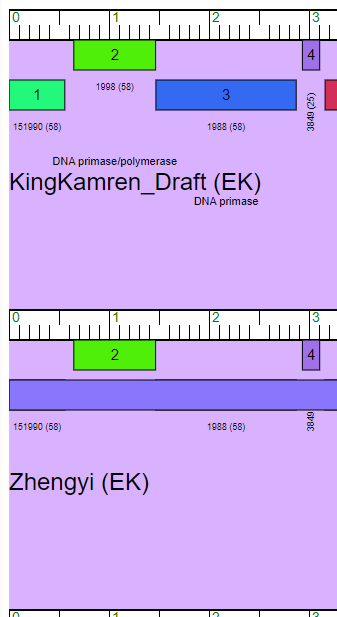 0 1 2 3
2 4
1998 (58)
1 3
151990 (58) 1988 (58) 3849 (25)
DNA primase/polymerase
KingKamren_Draft (EK)
DNA primase
0 1 2 3
2 4
151990 (58) 1988 (58) 3849
Zhengyi (EK)
0 1 2 3